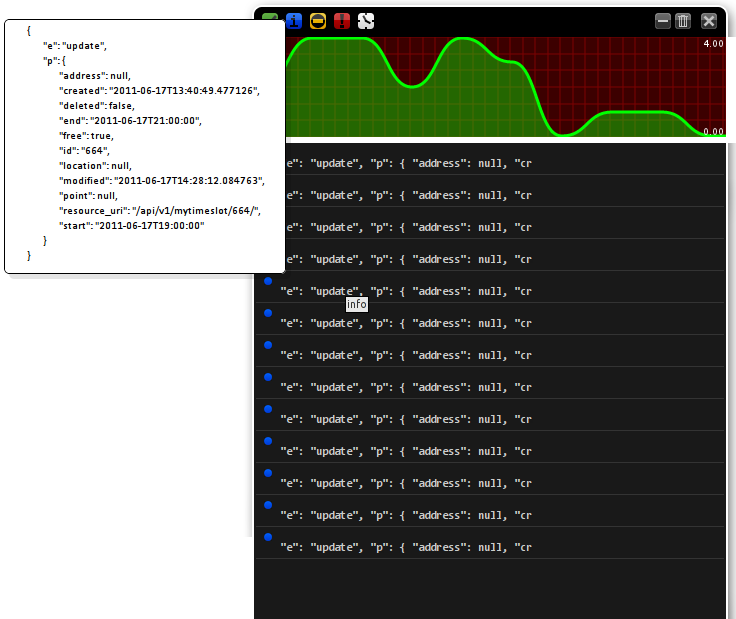 {
"e": "update",
"p": {
"address": null,
"created": "2011-06-17T13:40:49.477126",
"deleted": false,
"end": "2011-06-17T21:00:00",
"free": true,
"id": "664",
"location": null,
"modified": "2011-06-17T14:28:12.084763",
"point": null,
"resource_uri": "/api/v1/mytimeslot/664/",
"start": "2011-06-17T19:00:00"
}
}
4.00
0.00
e": "update", "p": { "address": null, "cr
"e": "update", "p": { "address": null, "cr
"e": "update", "p": { "address": null, "cr
"e": "update", "p": { "address": null, "cr
"e": "update", "p": { "address": null, "cr
info
"e": "update", "p": { "address": null, "cr
"e": "update", "p": { "address": null, "cr
"e": "update", "p": { "address": null, "cr
"e": "update", "p": { "address": null, "cr
"e": "update", "p": { "address": null, "cr
"e": "update", "p": { "address": null, "cr
"e": "update", "p": { "address": null, "cr
"e": "update", "p": { "address": null, "cr